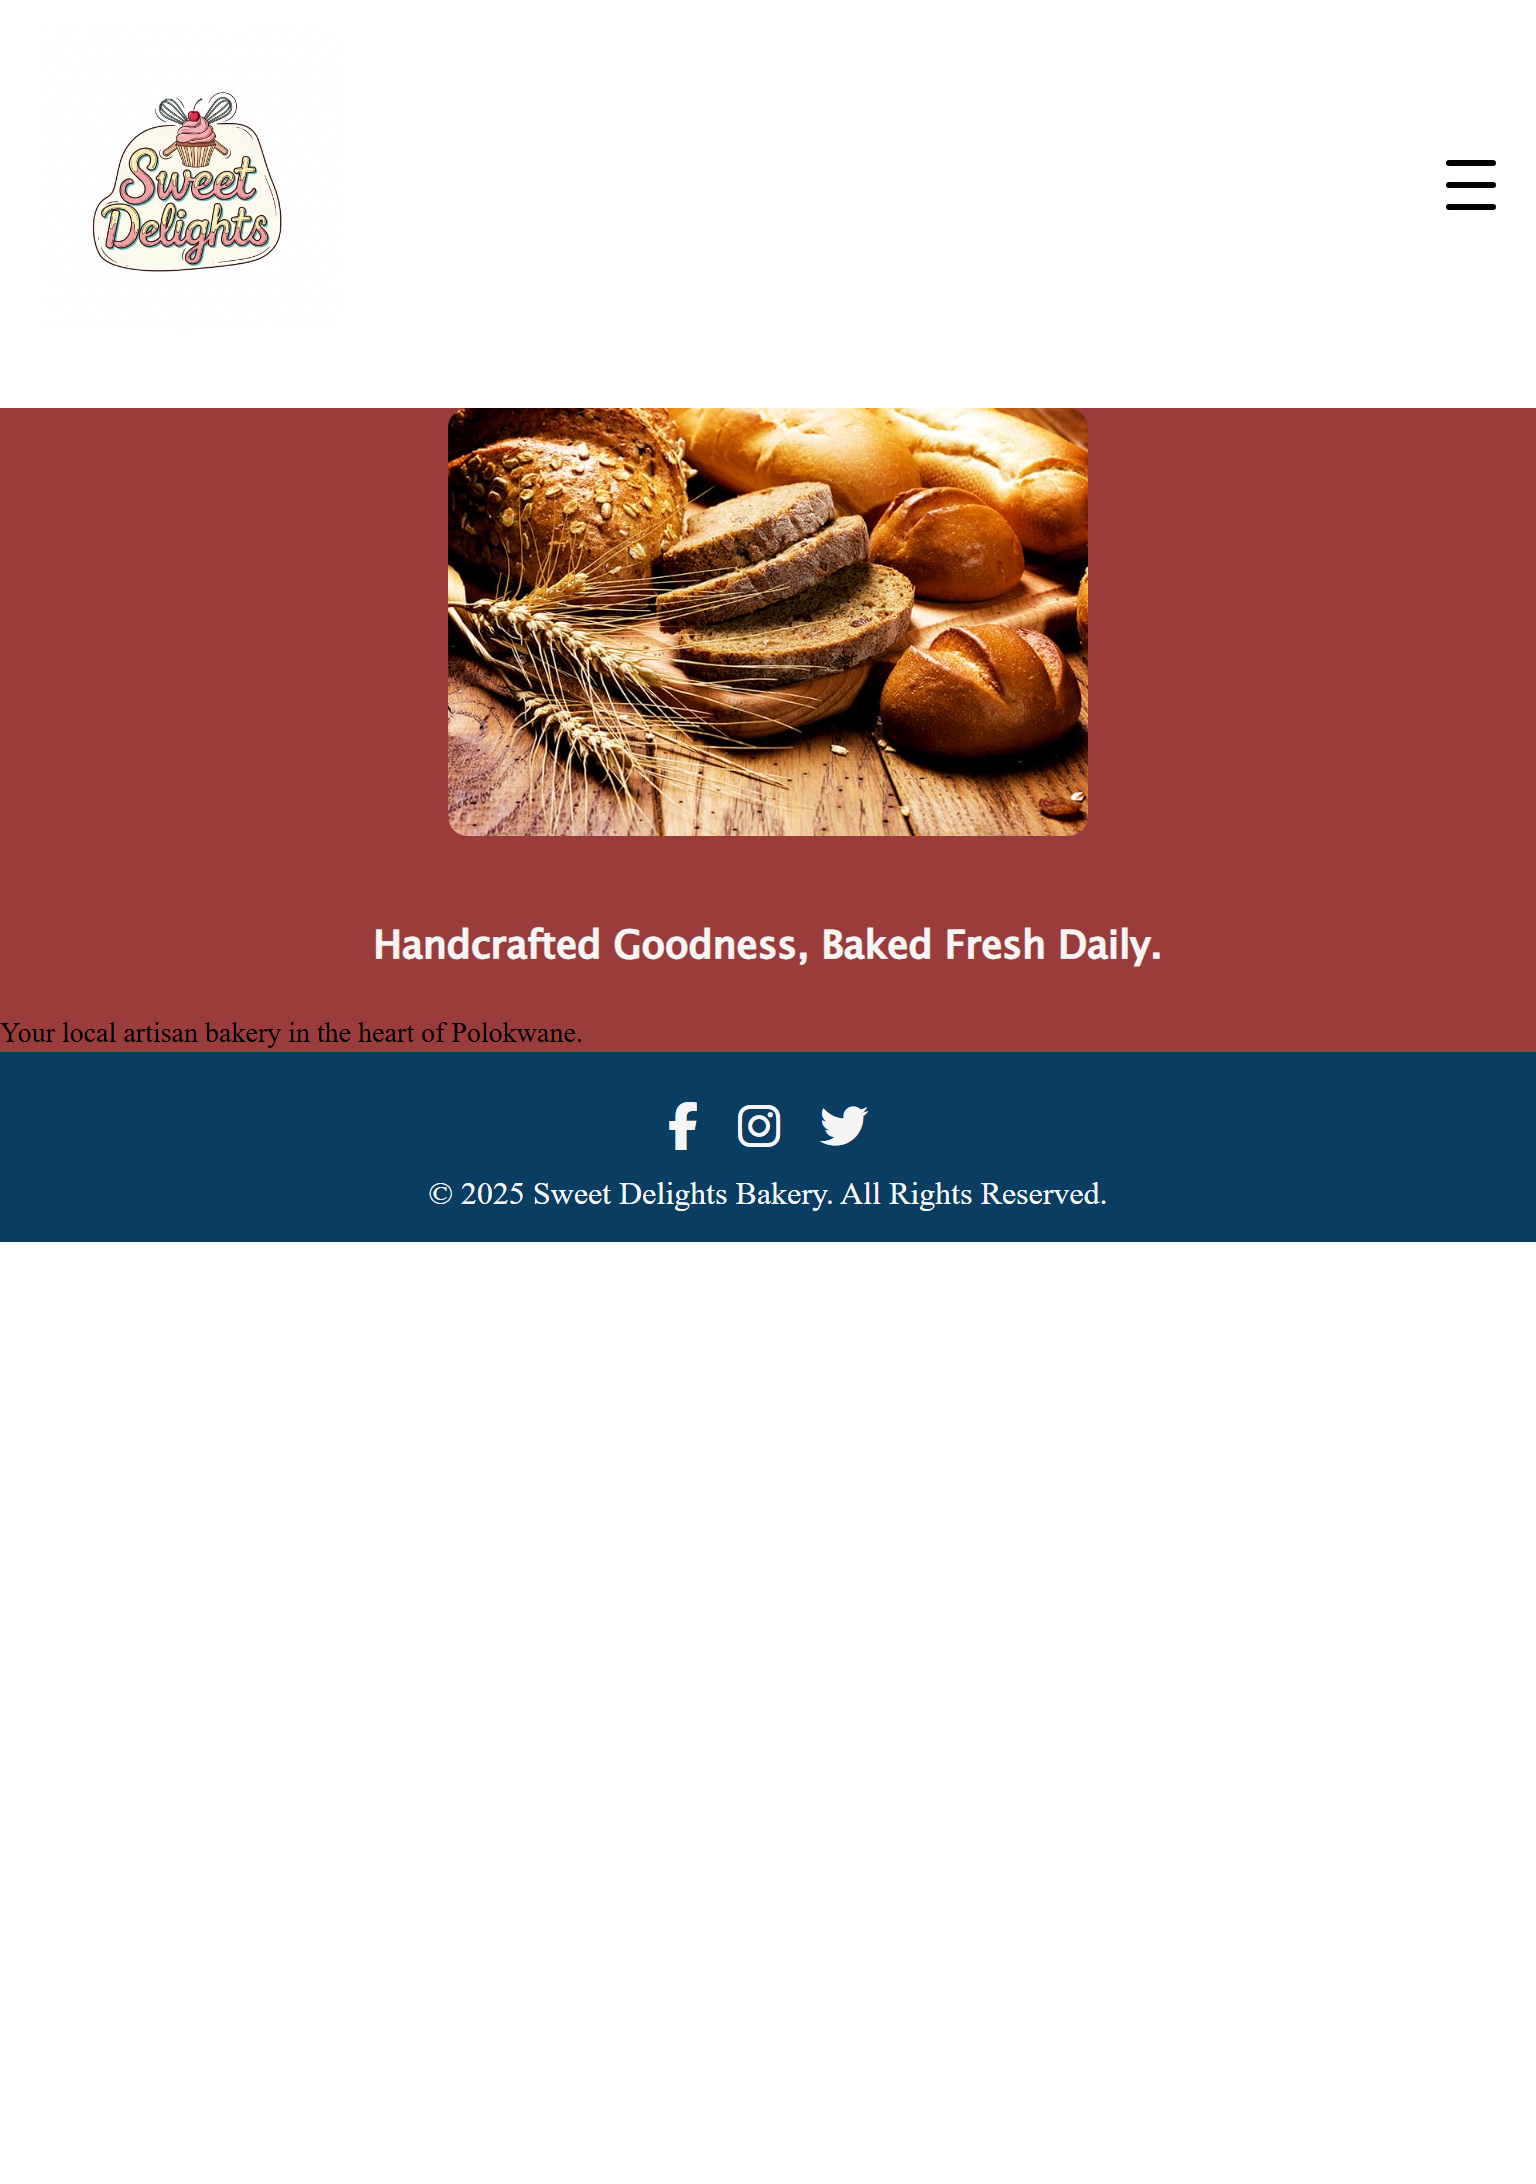 Sweet
Delights
Handcrafted Goodness, Baked Fresh Daily.
Your local artisan bakery in the heart of Polokwane.
© 2025 Sweet Delights Bakery. All Rights Reserved.